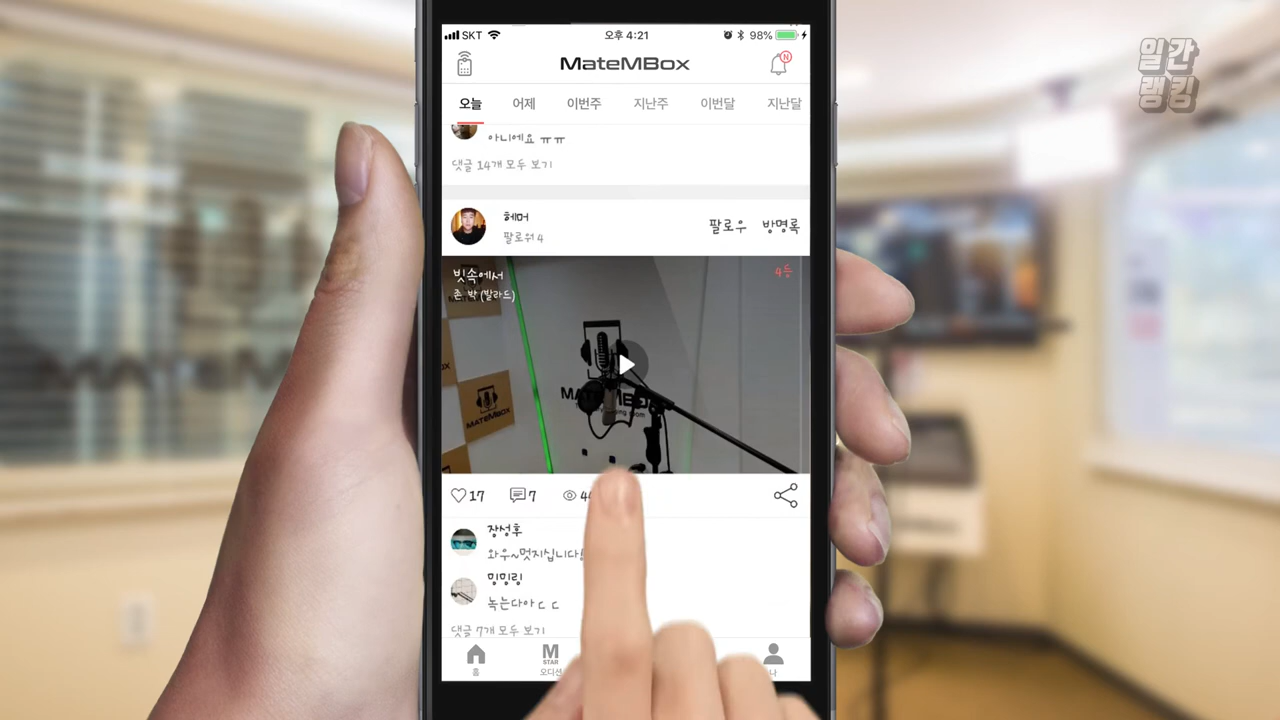 SKT 오후 4:21 98%
MateMBox N
일간
랭킹
오늘 어제 이번주 지난주 이번달 지난달
아니에요 ㅠㅠ
댓글 14개 모두 보기
헤머
팔로워 4
팔로우 방명록
빗속에서
존 박 (발라드)
4등
MATEMBOX
17 7
장성후
와우~멋지십니다
밍밍링
녹는다아ㄷㄷ
댓글 7개 모두 보기
홈
M
STAR
오디션
나